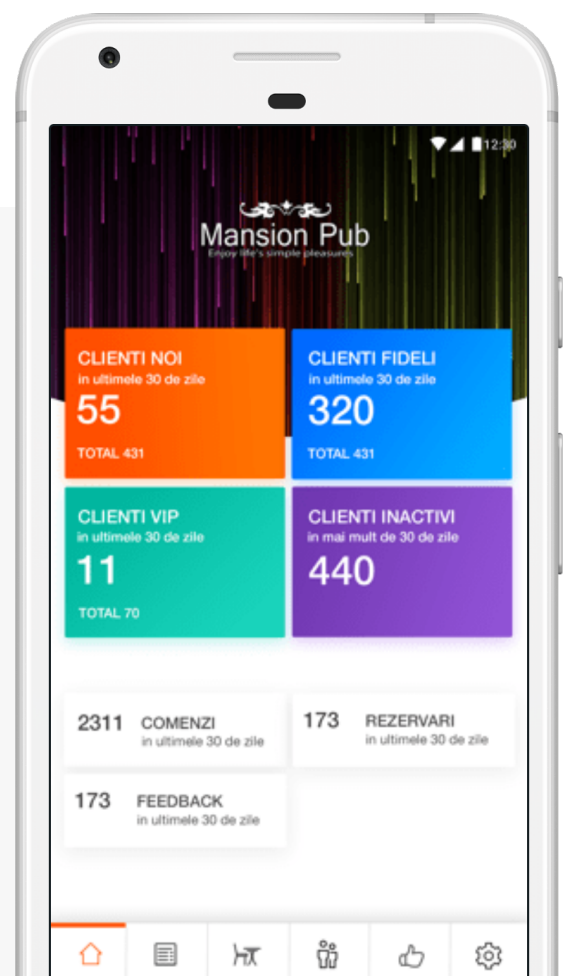 12:30
Mansion Pub
Enjoy life's simple pleasures
CLIENTI NOI
in ultimele 30 de zile
55
TOTAL 431
CLIENTI FIDELI
in ultimele 30 de zile
320
TOTAL 431
CLIENTI VIP
in ultimele 30 de zile
11
TOTAL 70
CLIENTI INACTIVI
in mai mult de 30 de zile
440
2311 COMENZI
in ultimele 30 de zile
173 REZERVARI
in ultimele 30 de zile
173 FEEDBACK
in ultimele 30 de zile